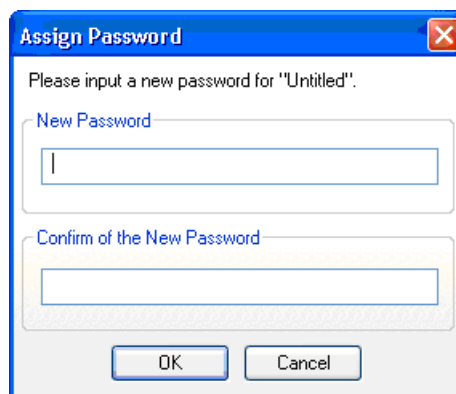 Assign Password
Please input a new password for "Untitled".
New Password
Confirm of the New Password
OK Cancel